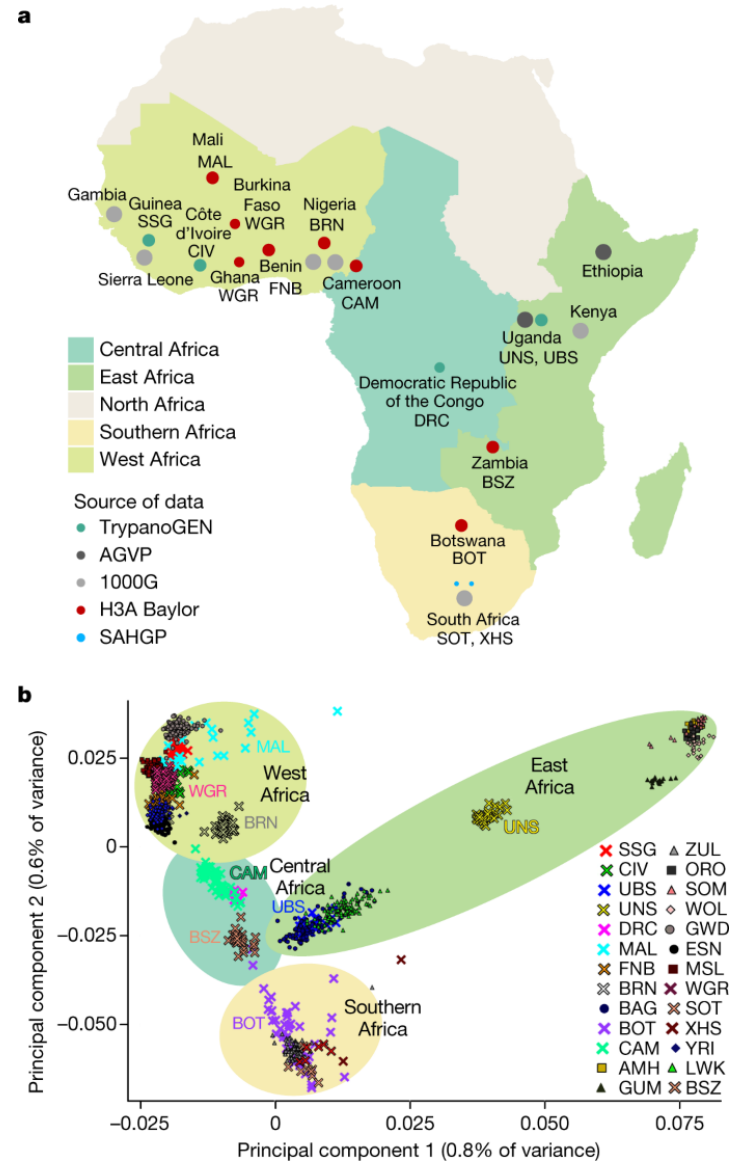 a
Mali
MAL
Burkina
Faso
WGR
Gambia
Guinea
SSG
Côte
d'Ivoire
CIV
Nigeria
BRN
Sierra Leone
Ghana
WGR
Benin
FNB
Cameroon
CAM
Ethiopia
Kenya
Uganda
UNS, UBS
Democratic Republic
of the Congo
DRC
Zambia
BSZ
Botswana
BOT
South Africa
SOT, XHS
Central Africa
East Africa
North Africa
Southern Africa
West Africa
Source of data
TrypanoGEN
AGVP
1000G
H3A Baylor
SAHGP
b
Principal component 2 (0.6% of variance)
0.025
0
−0.025
−0.050
MAL
West
Africa
WGR
BRN
East
Africa
UNS
CAM
Central
Africa
UBS
BSZ
BOT
Southern
Africa
SSG
CIV
UBS
UNS
DRC
MAL
FNB
BRN
BAG
BOT
CAM
AMH
GUM
ZUL
ORO
SOM
WOL
GWD
ESN
MSL
WGR
SOT
XHS
YRI
LWK
BSZ
−0.025
0
0.025
0.050
0.075
Principal component 1 (0.8% of variance)